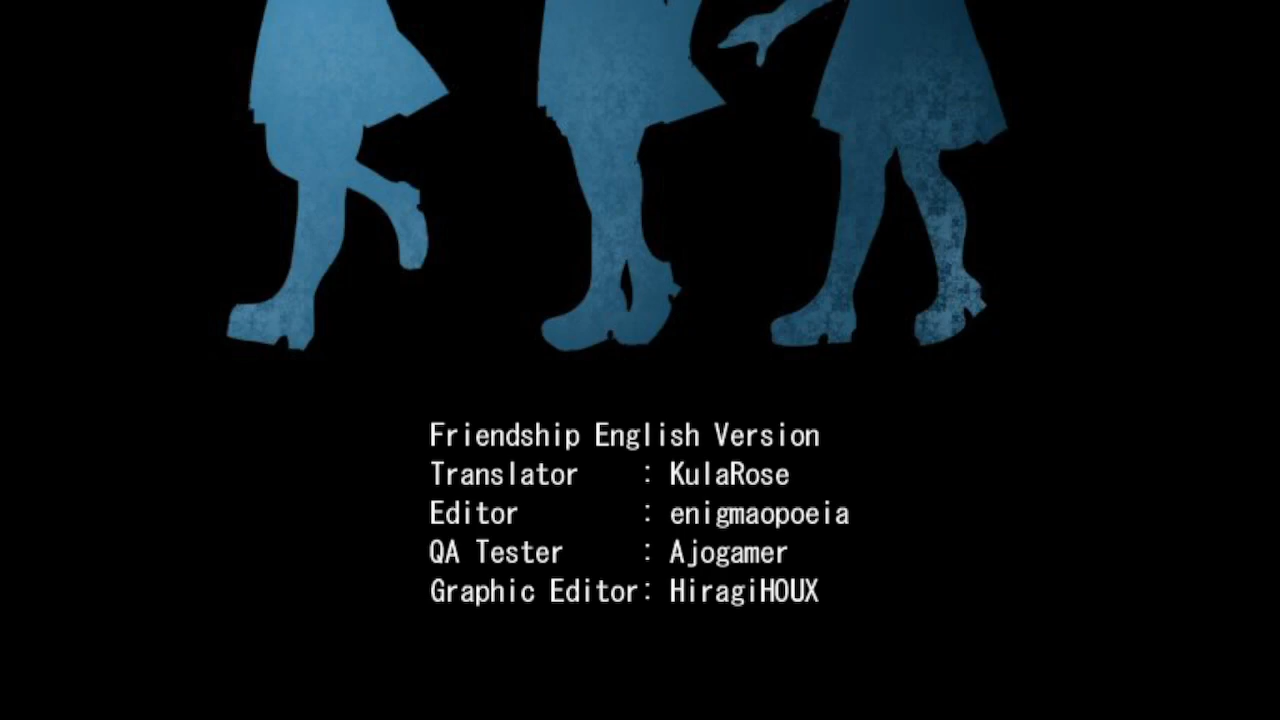 Friendship English Version
Translator : KulaRose
Editor : enigmaopoeia
QA Tester : Ajogamer
Graphic Editor: HiragiHOUX